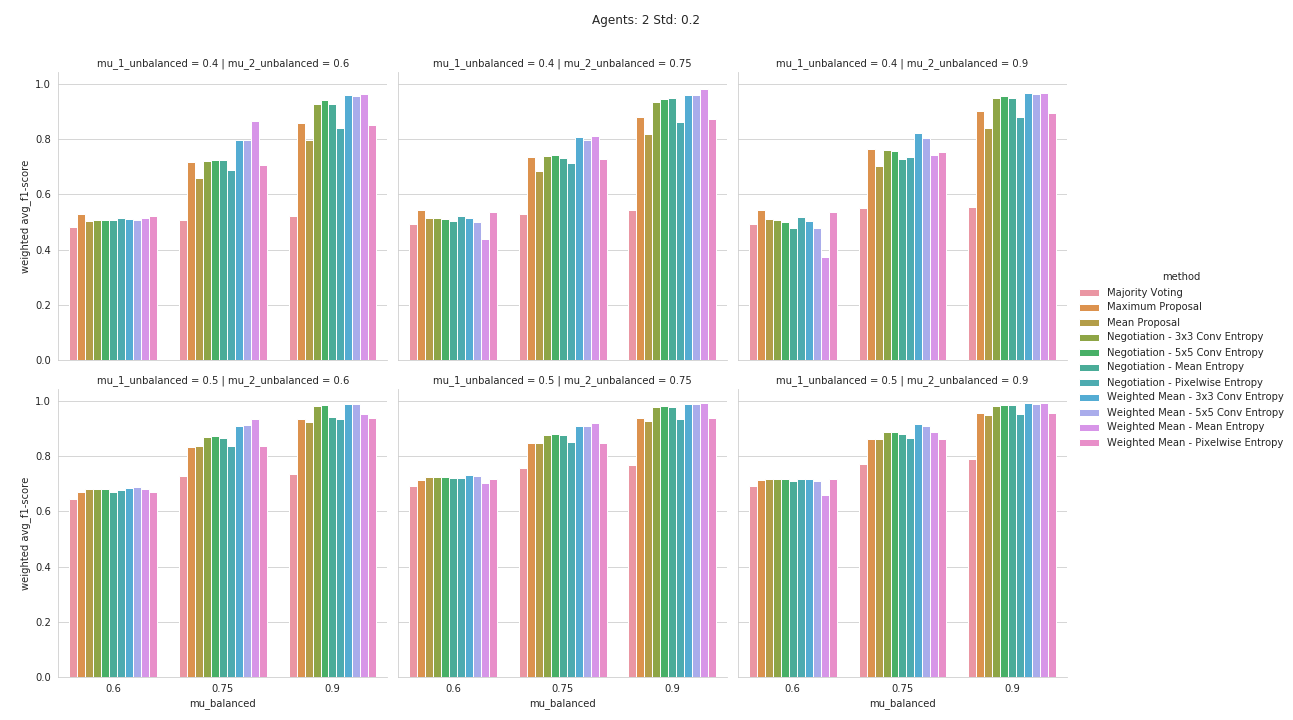 Agents: 2 Std: 0.2
mu_1_unbalanced = 0.4 | mu_2_unbalanced = 0.6
mu_1_unbalanced = 0.4 | mu_2_unbalanced = 0.75
mu_1_unbalanced = 0.4 | mu_2_unbalanced = 0.9
1.0
0.8
0.6
0.4
0.2
0.0
weighted avg_f1-score
mu_1_unbalanced = 0.5 | mu_2_unbalanced = 0.6
mu_1_unbalanced = 0.5 | mu_2_unbalanced = 0.75
mu_1_unbalanced = 0.5 | mu_2_unbalanced = 0.9
1.0
0.8
0.6
0.4
0.2
0.0
weighted avg_f1-score
0.6
0.75
0.9
mu_balanced
0.6
0.75
0.9
mu_balanced
0.6
0.75
0.9
mu_balanced
method
Majority Voting
Maximum Proposal
Mean Proposal
Negotiation - 3x3 Conv Entropy
Negotiation - 5x5 Conv Entropy
Negotiation - Mean Entropy
Negotiation - Pixelwise Entropy
Weighted Mean - 3x3 Conv Entropy
Weighted Mean - 5x5 Conv Entropy
Weighted Mean - Mean Entropy
Weighted Mean - Pixelwise Entropy